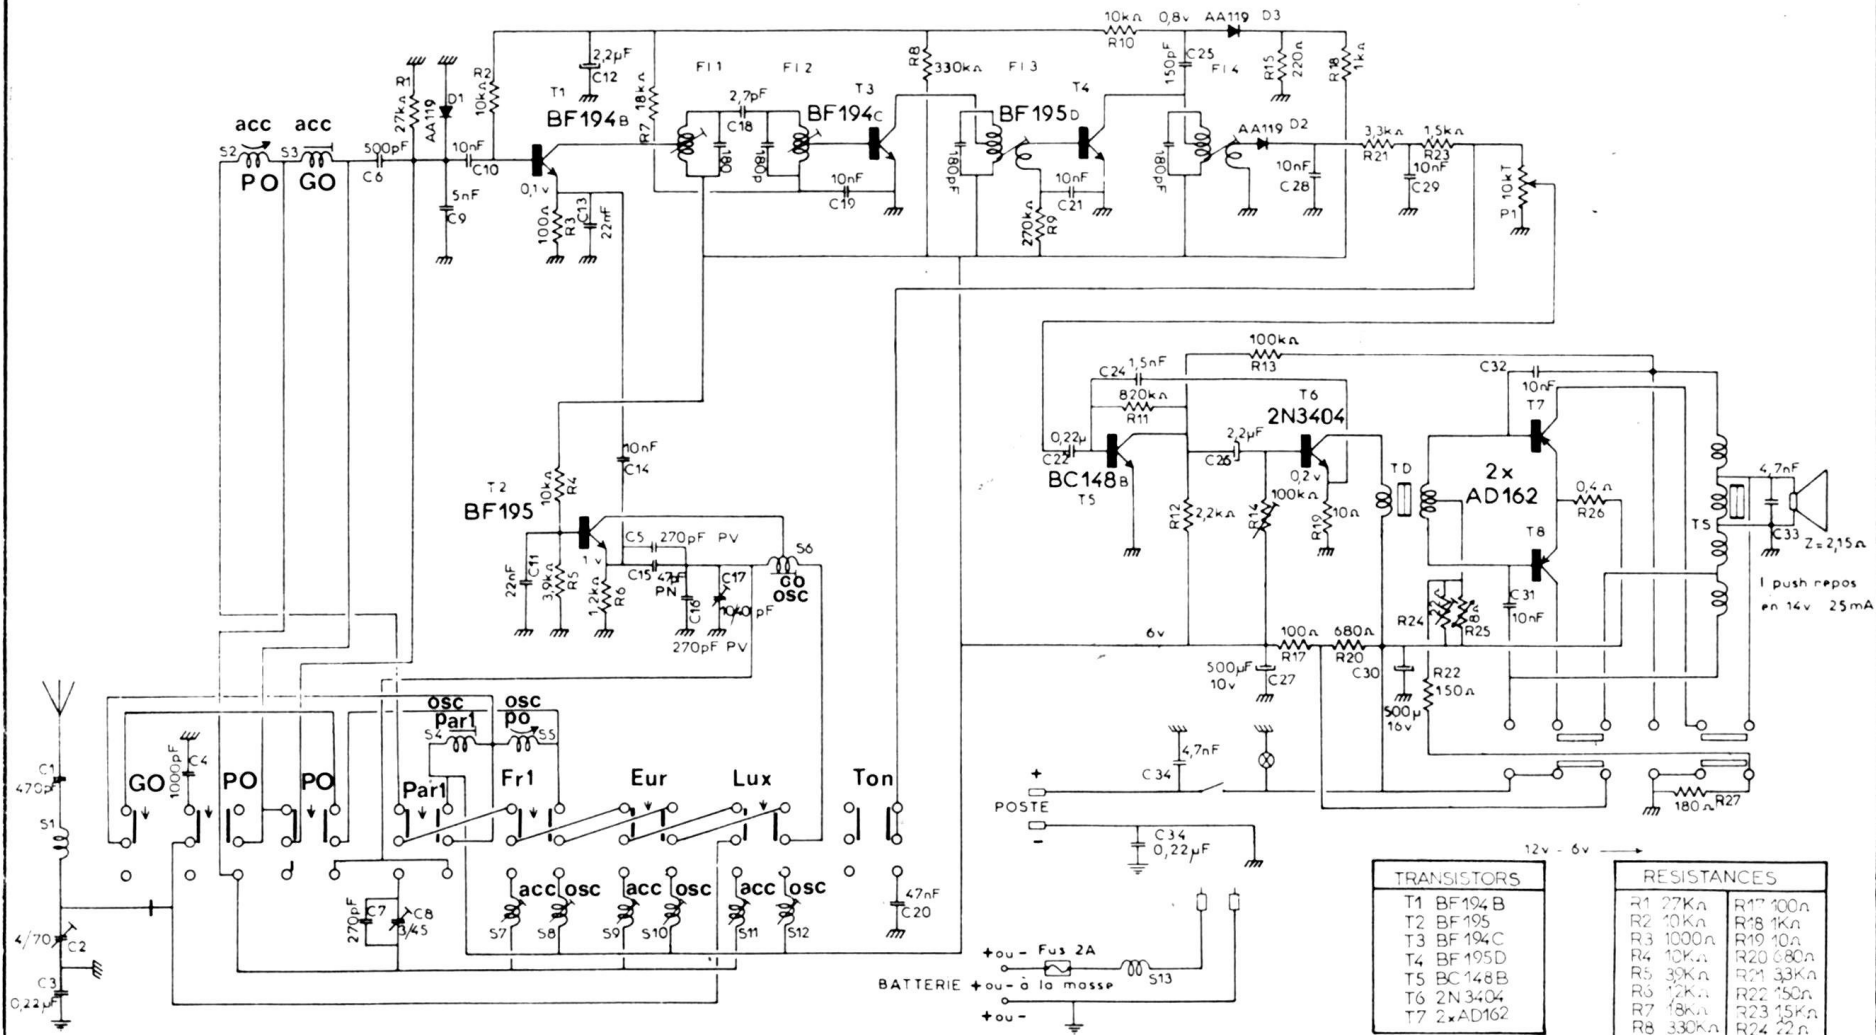 10kΩ 0,8v AA119 D3
R10
2,2µF
C12
R8
330kΩ
150pF
C25
R15
220Ω
R18
1kΩ
FI1
FI2
FI3
FI4
R1
27kΩ
AA119
D1
R2
10kΩ
T1
BF194B
R7 18kΩ
2,7pF
C18
180
180p
T3
BF194C
BF195D
T4
180pF
180pF
AA119 D2
3,3kΩ
R21
1,5kΩ
R23
acc
S2
PO
acc
S3
GO
500pF
C6
10nF
C10
5nF
C9
0,1v
100Ω
R3
C13
22nF
10nF
C19
10nF
C21
270kΩ
R9
10nF
C28
10nF
C29
10kT
P1
100kΩ
R13
C24
1,5nF
820kΩ
R11
0,22µ
C22
BC148B
T5
2,2µF
C26
T6
2N3404
0,2v
R12
2,2kΩ
100kΩ
R14
R19
10Ω
TD
C32
10nF
T7
2x
AD162
0,4Ω
R26
T8
4,7nF
C33
TS
Z=2,15Ω
I push repos
en 14v 25mA
10nF
C14
10kΩ
R4
T2
BF195
1v
C11
22nF
3,9kΩ
R5
1,2kΩ
R6
C5 270pF PV
C15
47pF
PN
C16
C17
10/40pF
270pF PV
S6
GO
OSC
6v
100Ω
R17
680Ω
R20
500µF
10v
C27
C30
500µ
16v
R24
R25
R22
150Ω
C31
10nF
osc
Par1
S4
osc
po
S5
C1
470pF
S1
GO
1000pF
C4
PO
PO
Par1
Fr1
Eur
Lux
Ton
4,7nF
C34
+
POSTE
-
C34
0,22µF
180Ω
R27
12v - 6v
4/70
C2
C3
0,22µF
270pF
C7
C8
3/45
acc
S7
osc
S8
acc
S9
osc
S10
acc
S11
osc
S12
47nF
C20
+ou- Fus 2A
S13
BATTERIE +ou- à la masse
+ou-
TRANSISTORS
T1 BF194B
T2 BF195
T3 BF194C
T4 BF195D
T5 BC148B
T6 2N3404
T7 2xAD162
RESISTANCES
R1 27KΩ R17 100Ω
R2 10KΩ R18 1KΩ
R3 1000Ω R19 10Ω
R4 10KΩ R20 680Ω
R5 39KΩ R21 33KΩ
R6 12KΩ R22 150Ω
R7 18KΩ R23 15KΩ
R8 330KΩ R24 22Ω